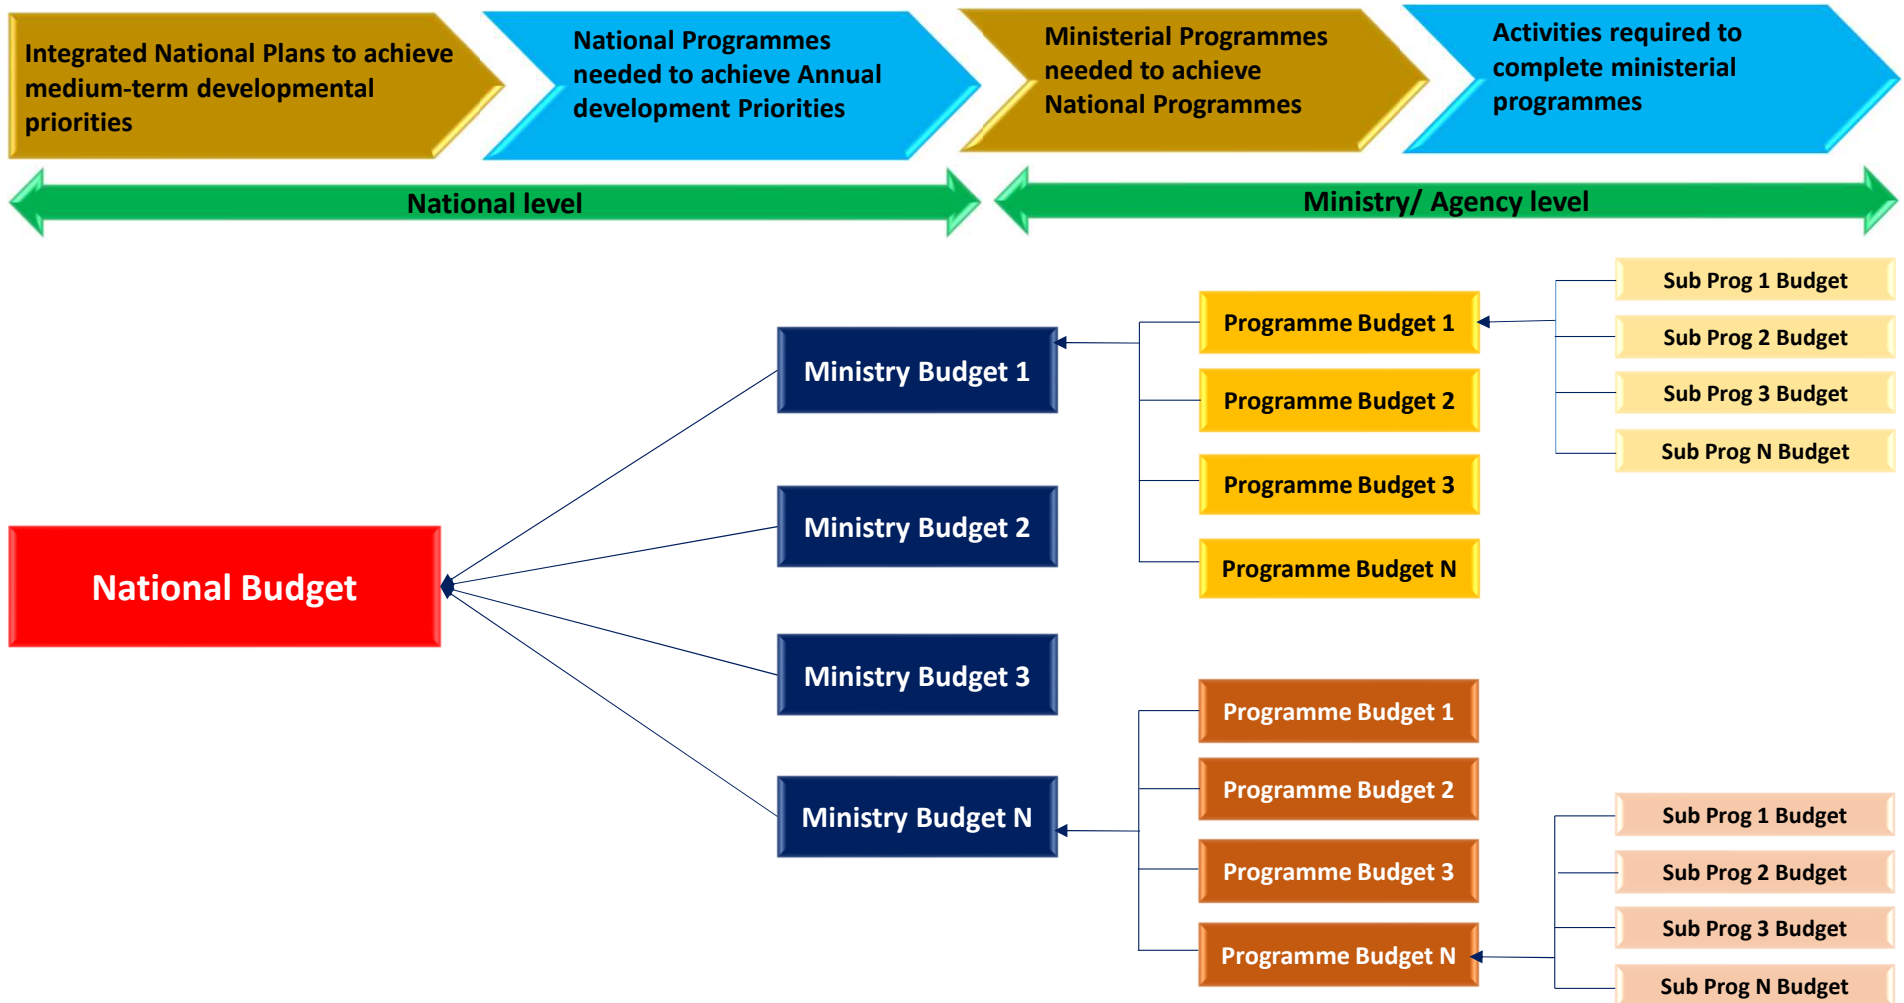 Integrated National Plans to achieve
medium-term developmental
priorities
National Programmes
needed to achieve Annual
development Priorities
Ministerial Programmes
needed to achieve
National Programmes
Activities required to
complete ministerial
programmes
National level
Ministry/ Agency level
National Budget
Ministry Budget 1
Ministry Budget 2
Ministry Budget 3
Ministry Budget N
Programme Budget 1
Programme Budget 2
Programme Budget 3
Programme Budget N
Sub Prog 1 Budget
Sub Prog 2 Budget
Sub Prog 3 Budget
Sub Prog N Budget
Programme Budget 1
Programme Budget 2
Programme Budget 3
Programme Budget N
Sub Prog 1 Budget
Sub Prog 2 Budget
Sub Prog 3 Budget
Sub Prog N Budget